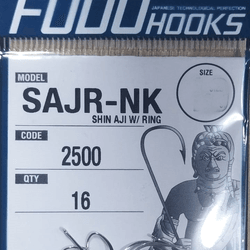 FUDO
JAPANESE TECHNOLOGICAL PERFECTION
HOOKS
MODEL
SIZE
SAJR-NK
SHIN AJI W/ RING
CODE
2500
QTY
16